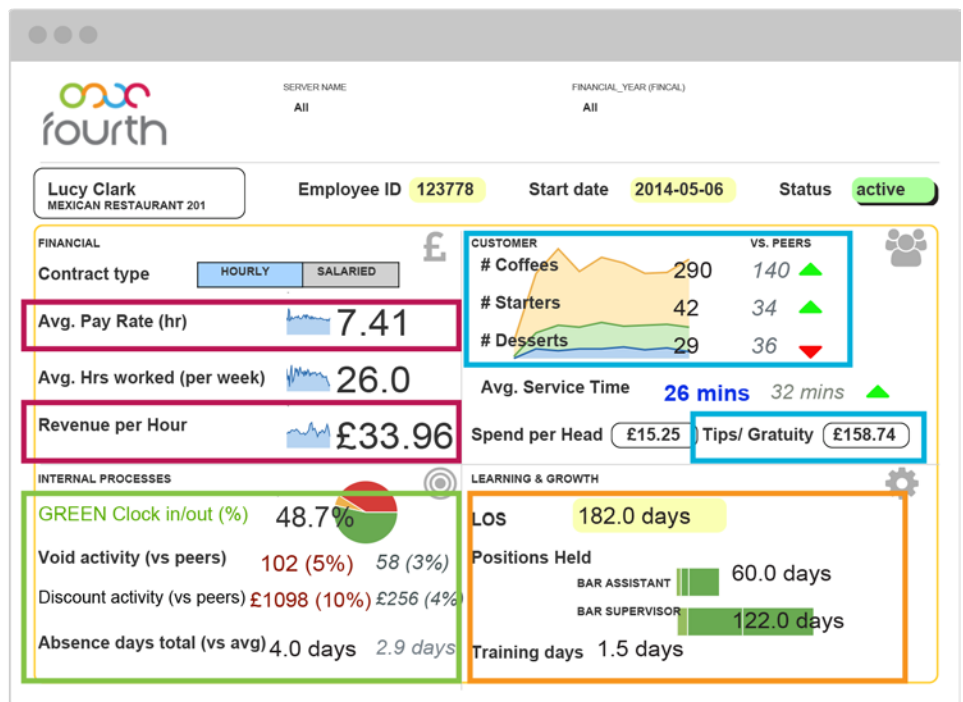 fourth
SERVER NAME
All
FINANCIAL_YEAR (FINCAL)
All
Lucy Clark
MEXICAN RESTAURANT 201
Employee ID 123778
Start date 2014-05-06
Status active
FINANCIAL
£
Contract type HOURLY SALARIED
Avg. Pay Rate (hr) 7.41
Avg. Hrs worked (per week) 26.0
Revenue per Hour £33.96
CUSTOMER VS. PEERS
# Coffees 290 140
# Starters 42 34
# Desserts 29 36
Avg. Service Time 26 mins 32 mins
Spend per Head £15.25 Tips/ Gratuity £158.74
INTERNAL PROCESSES
GREEN Clock in/out (%) 48.7%
Void activity (vs peers) 102 (5%) 58 (3%)
Discount activity (vs peers) £1098 (10%) £256 (4%)
Absence days total (vs avg) 4.0 days 2.9 days
LEARNING & GROWTH
LOS 182.0 days
Positions Held
BAR ASSISTANT 60.0 days
BAR SUPERVISOR 122.0 days
Training days 1.5 days